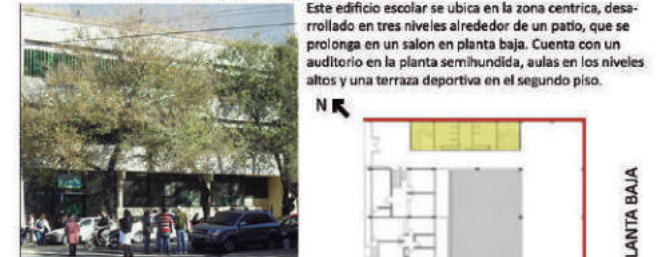 Este edificio escolar se ubica en la zona centrica, desa-
rrollado en tres niveles alrededor de un patio, que se
prolonga en un salon en planta baja. Cuenta con un
auditorio en la planta semihundida, aulas en los niveles
altos y una terraza deportiva en el segundo piso.
N
LANTA BAJA